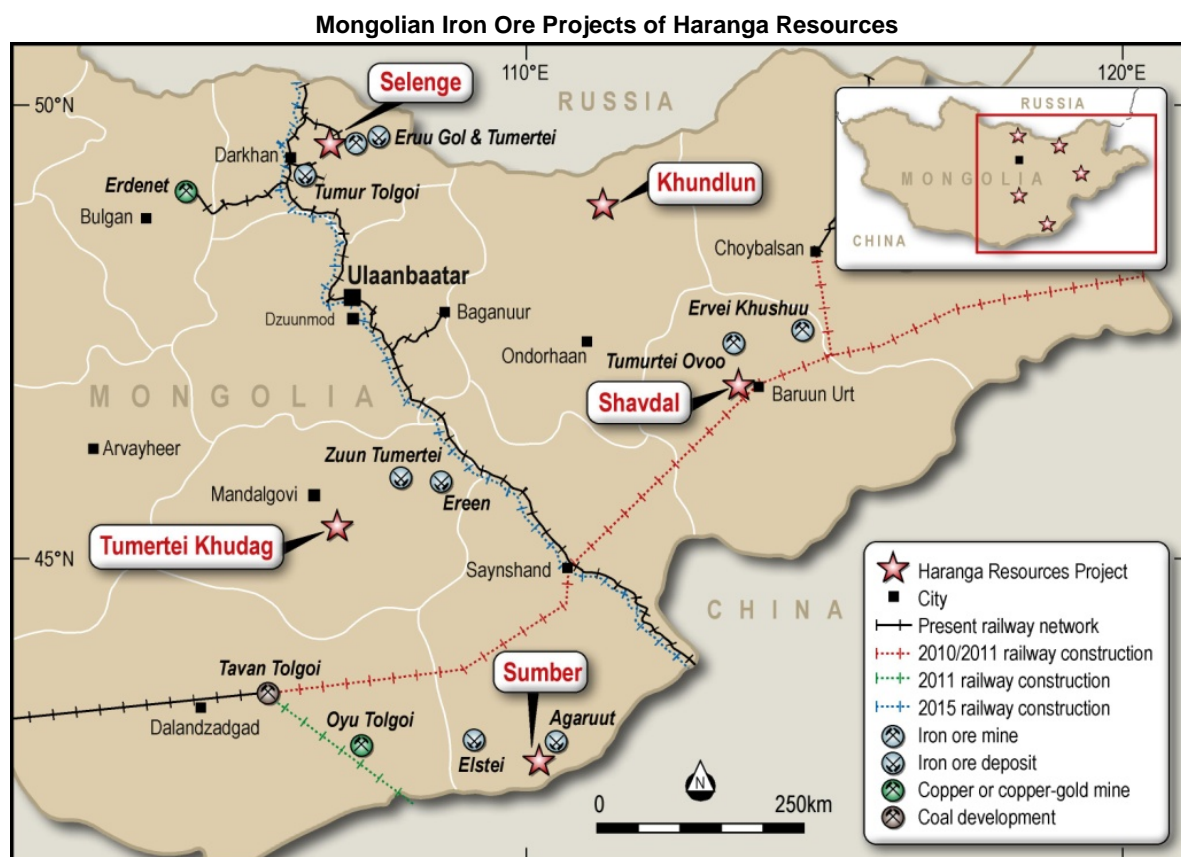 Mongolian Iron Ore Projects of Haranga Resources
110°E
120°E
50°N
Selenge
RUSSIA
RUSSIA
MONGOLIA
CHINA
Eruu Gol & Tumertei
Darkhan
Tumur Tolgoi
Erdenet
Bulgan
Khundlun
Choybalsan
Ulaanbaatar
Dzuunmod
Baganuur
Ervei Khushuu
Ondorhaan
Tumurtei Ovoo
MONGOLIA
Shavdal
Baruun Urt
Arvayheer
Zuun Tumertei
Mandalgovi
Ereen
Tumertei Khudag
45°N
Saynshand
CHINA
Tavan Tolgoi
Sumber
Dalandzadgad
Oyu Tolgoi
Agaruut
Elstei
N
0
250km
Haranga Resources Project
City
Present railway network
2010/2011 railway construction
2011 railway construction
2015 railway construction
Iron ore mine
Iron ore deposit
Copper or copper-gold mine
Coal development